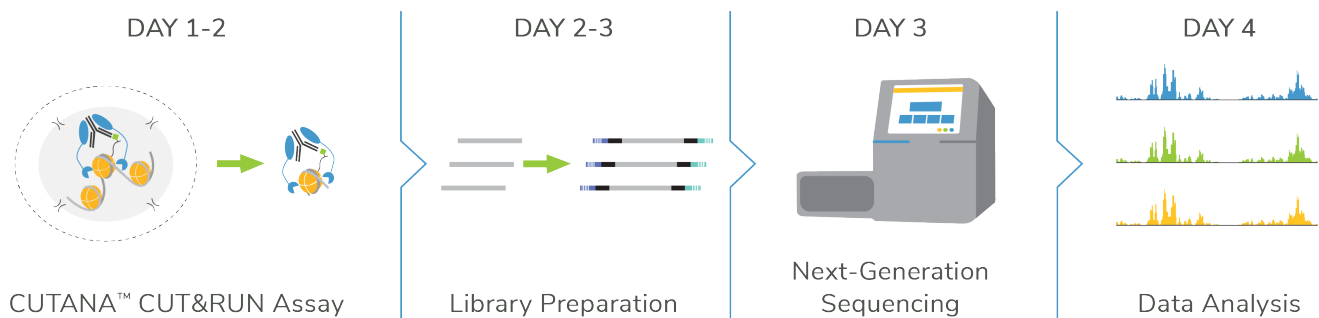 DAY 1-2
DAY 2-3
DAY 3
DAY 4
CUTANA™ CUT&RUN Assay
Library Preparation
Next-Generation
Sequencing
Data Analysis